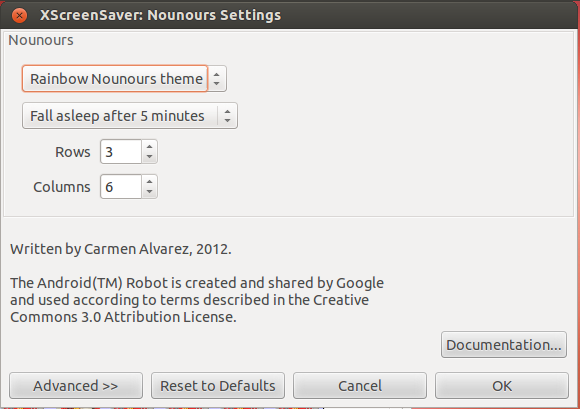 XScreenSaver: Nounours Settings
Nounours
Rainbow Nounours theme
Fall asleep after 5 minutes
Rows 3
Columns 6
Written by Carmen Alvarez, 2012.
The Android(TM) Robot is created and shared by Google
and used according to terms described in the Creative
Commons 3.0 Attribution License.
Documentation...
Advanced >> Reset to Defaults Cancel OK